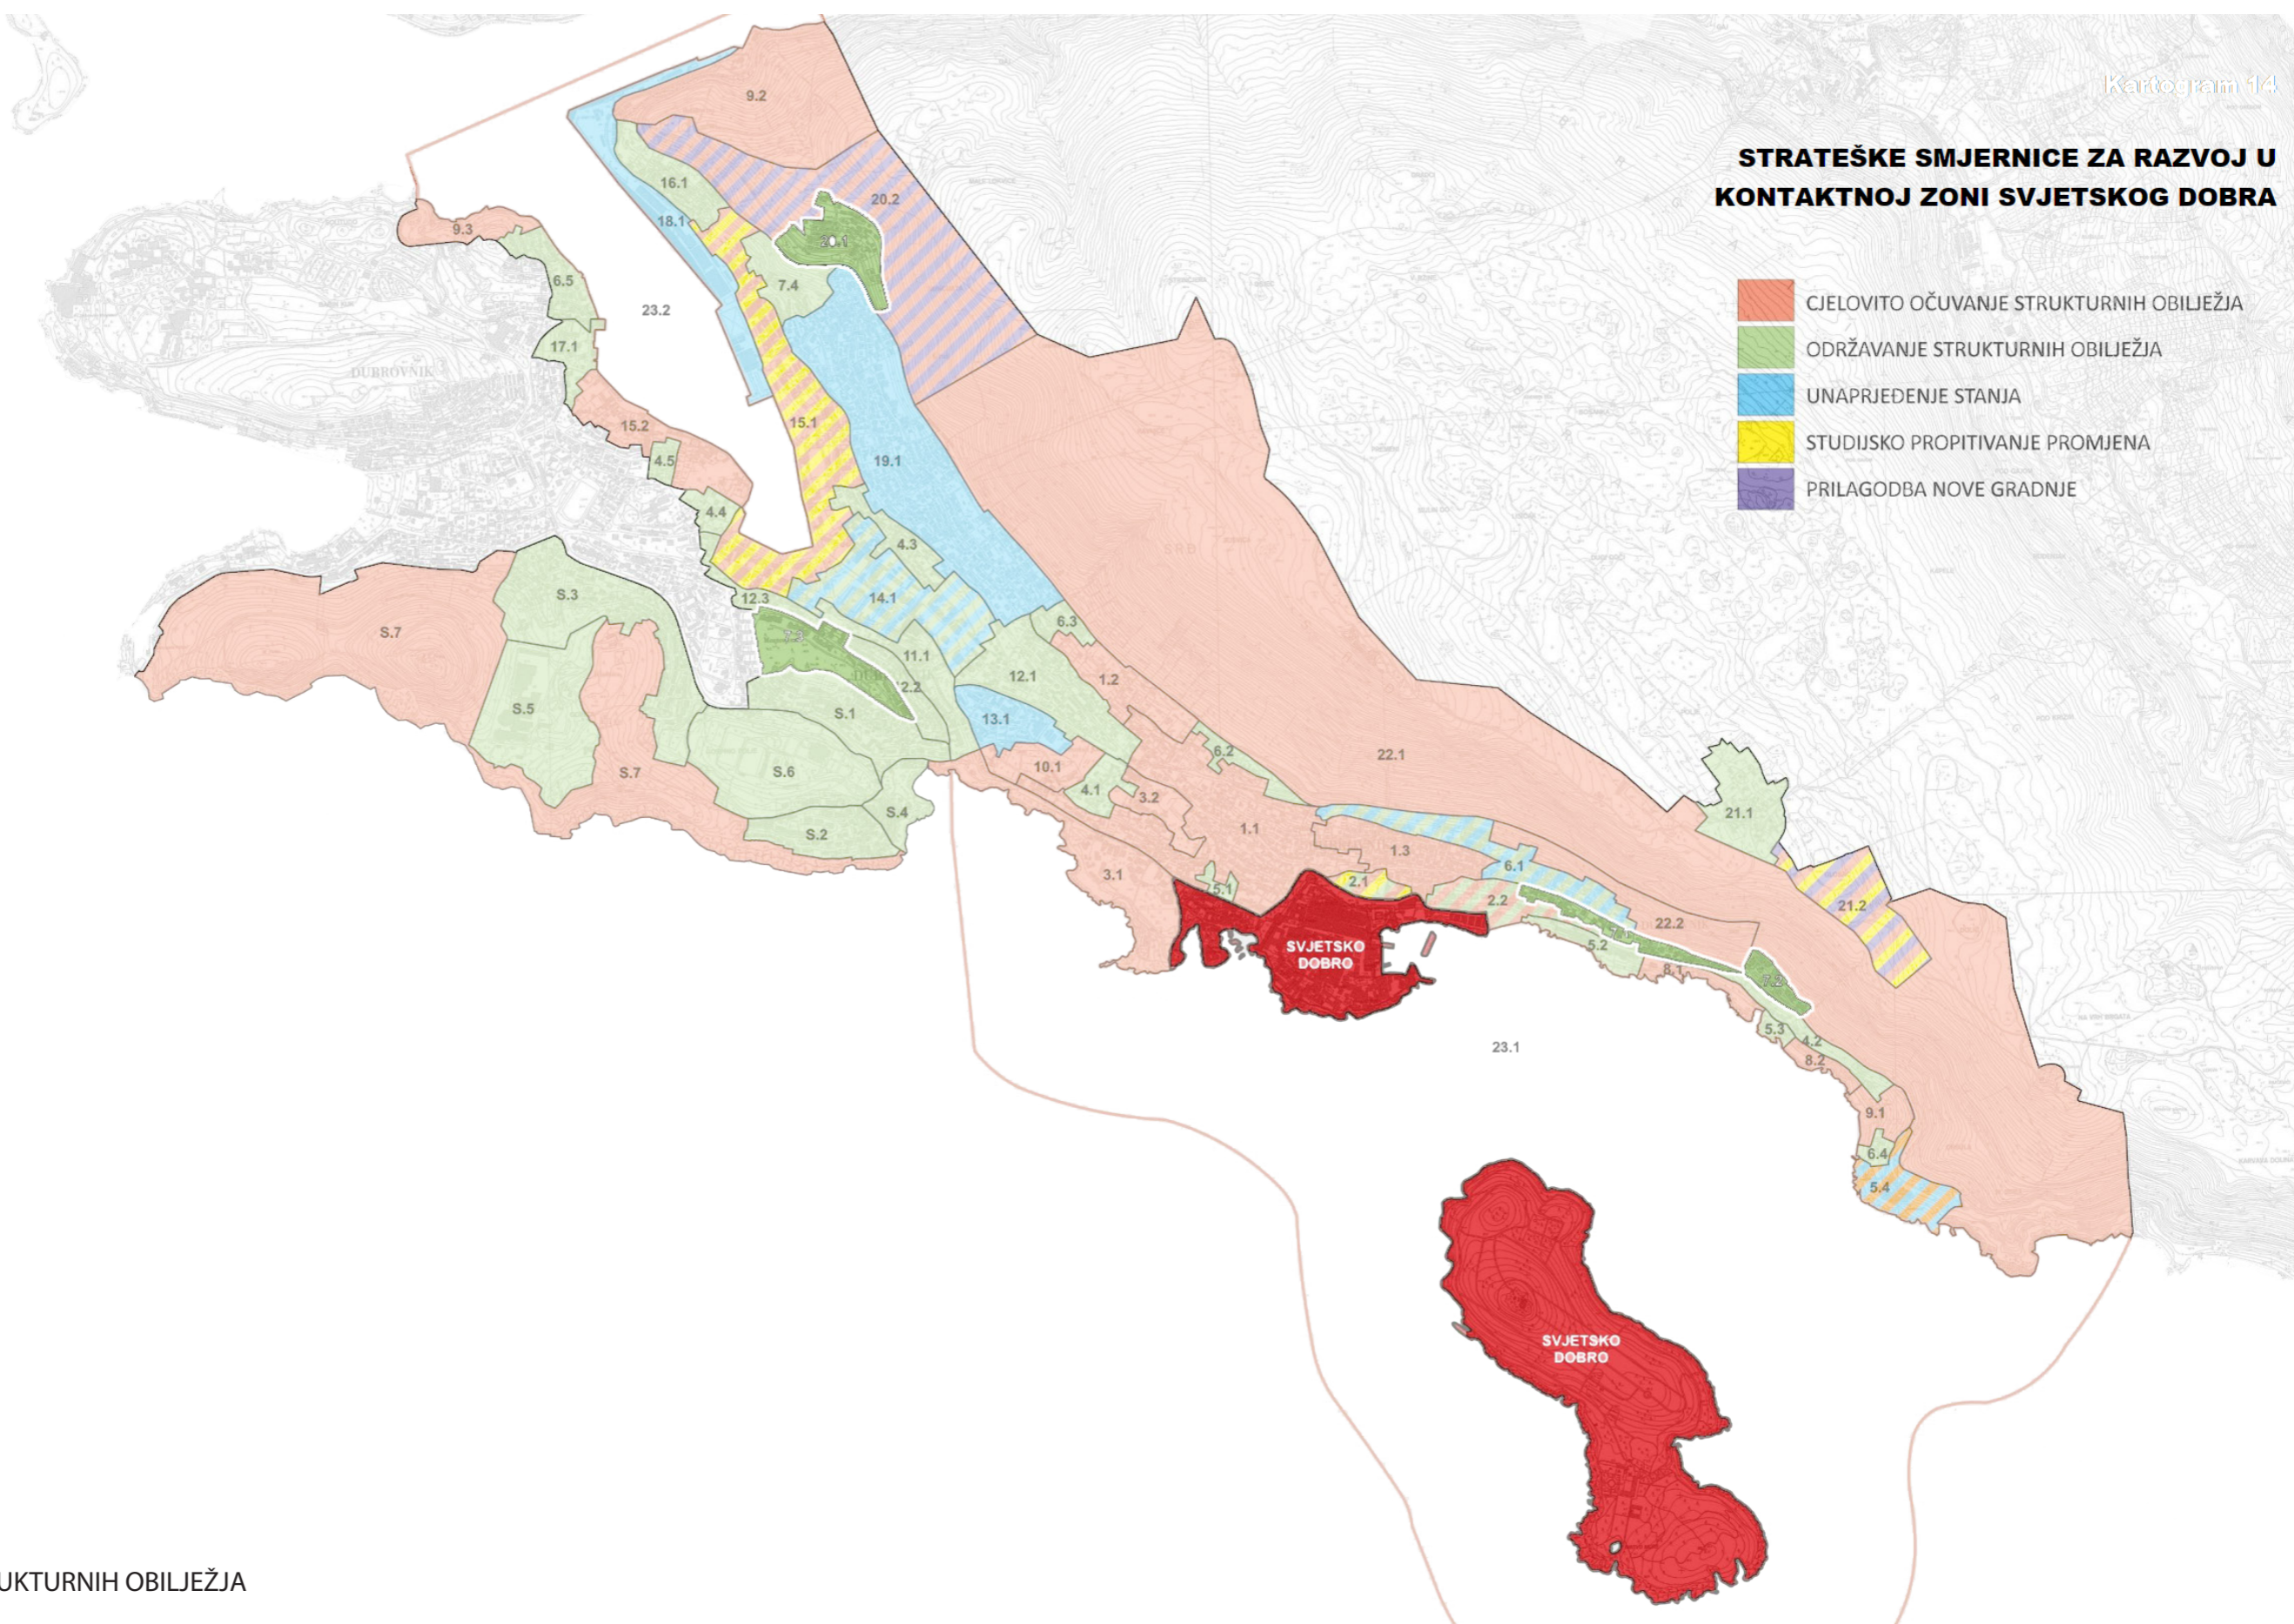 Kartogram 14
STRATEŠKE SMJERNICE ZA RAZVOJ U
KONTAKTNOJ ZONI SVJETSKOG DOBRA
CJELOVITO OČUVANJE STRUKTURNIH OBILJEŽJA
ODRŽAVANJE STRUKTURNIH OBILJEŽJA
UNAPRJEĐENJE STANJA
STUDIJSKO PROPITIVANJE PROMJENA
PRILAGODBA NOVE GRADNJE
9.2
16.1
20.2
18.1
9.3
20.1
6.5
7.4
23.2
17.1
DUBROVNIK
15.2
15.1
4.5
19.1
4.4
4.3
SRĐ
S.3
12.3
14.1
S.7
7.3
6.3
11.1
12.1
1.2
2.2
S.5
S.1
13.1
6.2
22.1
S.7
S.6
10.1
4.1
3.2
S.4
21.1
S.2
1.1
1.3
6.1
3.1
5.1
2.1
2.2
21.2
22.2
SVJETSKO
DOBRO
5.2
8.1
7.2
5.3
4.2
8.2
23.1
9.1
6.4
5.4
SVJETSKO
DOBRO
UKTURNIH OBILJEŽJA